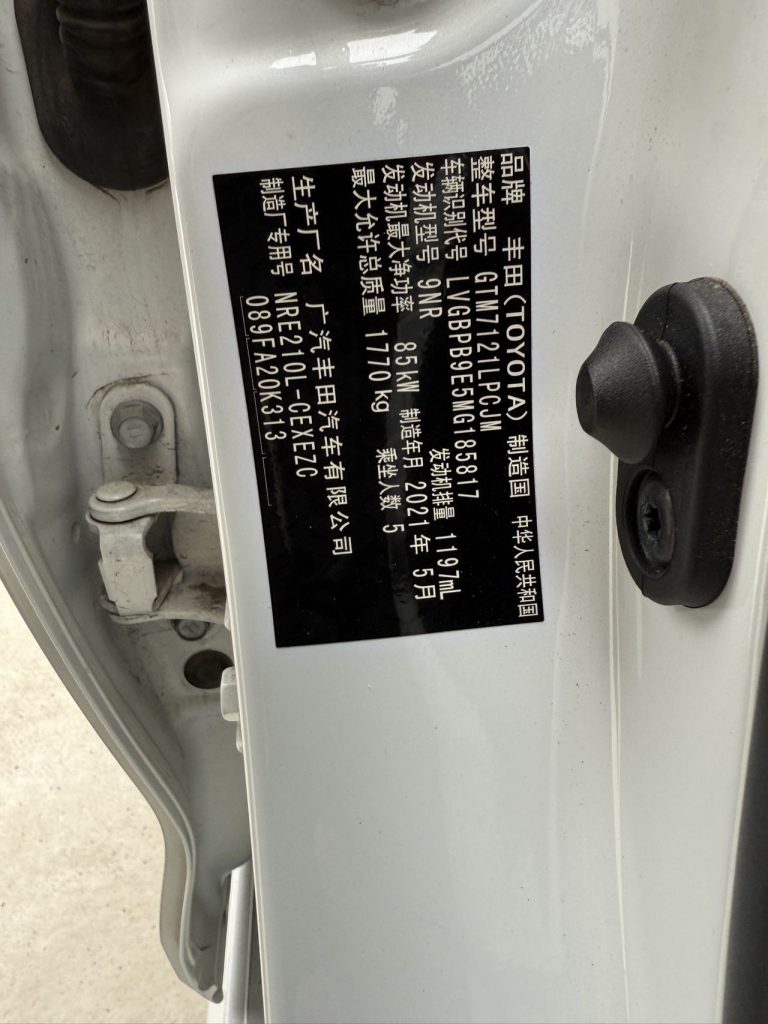 品牌 丰田(TOYOTA) 制造国 中华人民共和国
整车型号 GTM7121LPCJM
车辆识别代号 LVGBPB9E5MG185817
发动机型号 9NR 发动机排量 1197mL
发动机最大净功率 85kW 制造年月 2021年5月
最大允许总质量 1770kg 乘坐人数 5
生产厂名 广汽丰田汽车有限公司
制造厂专用号 NRE210L-CEXEZC
089FA20K313